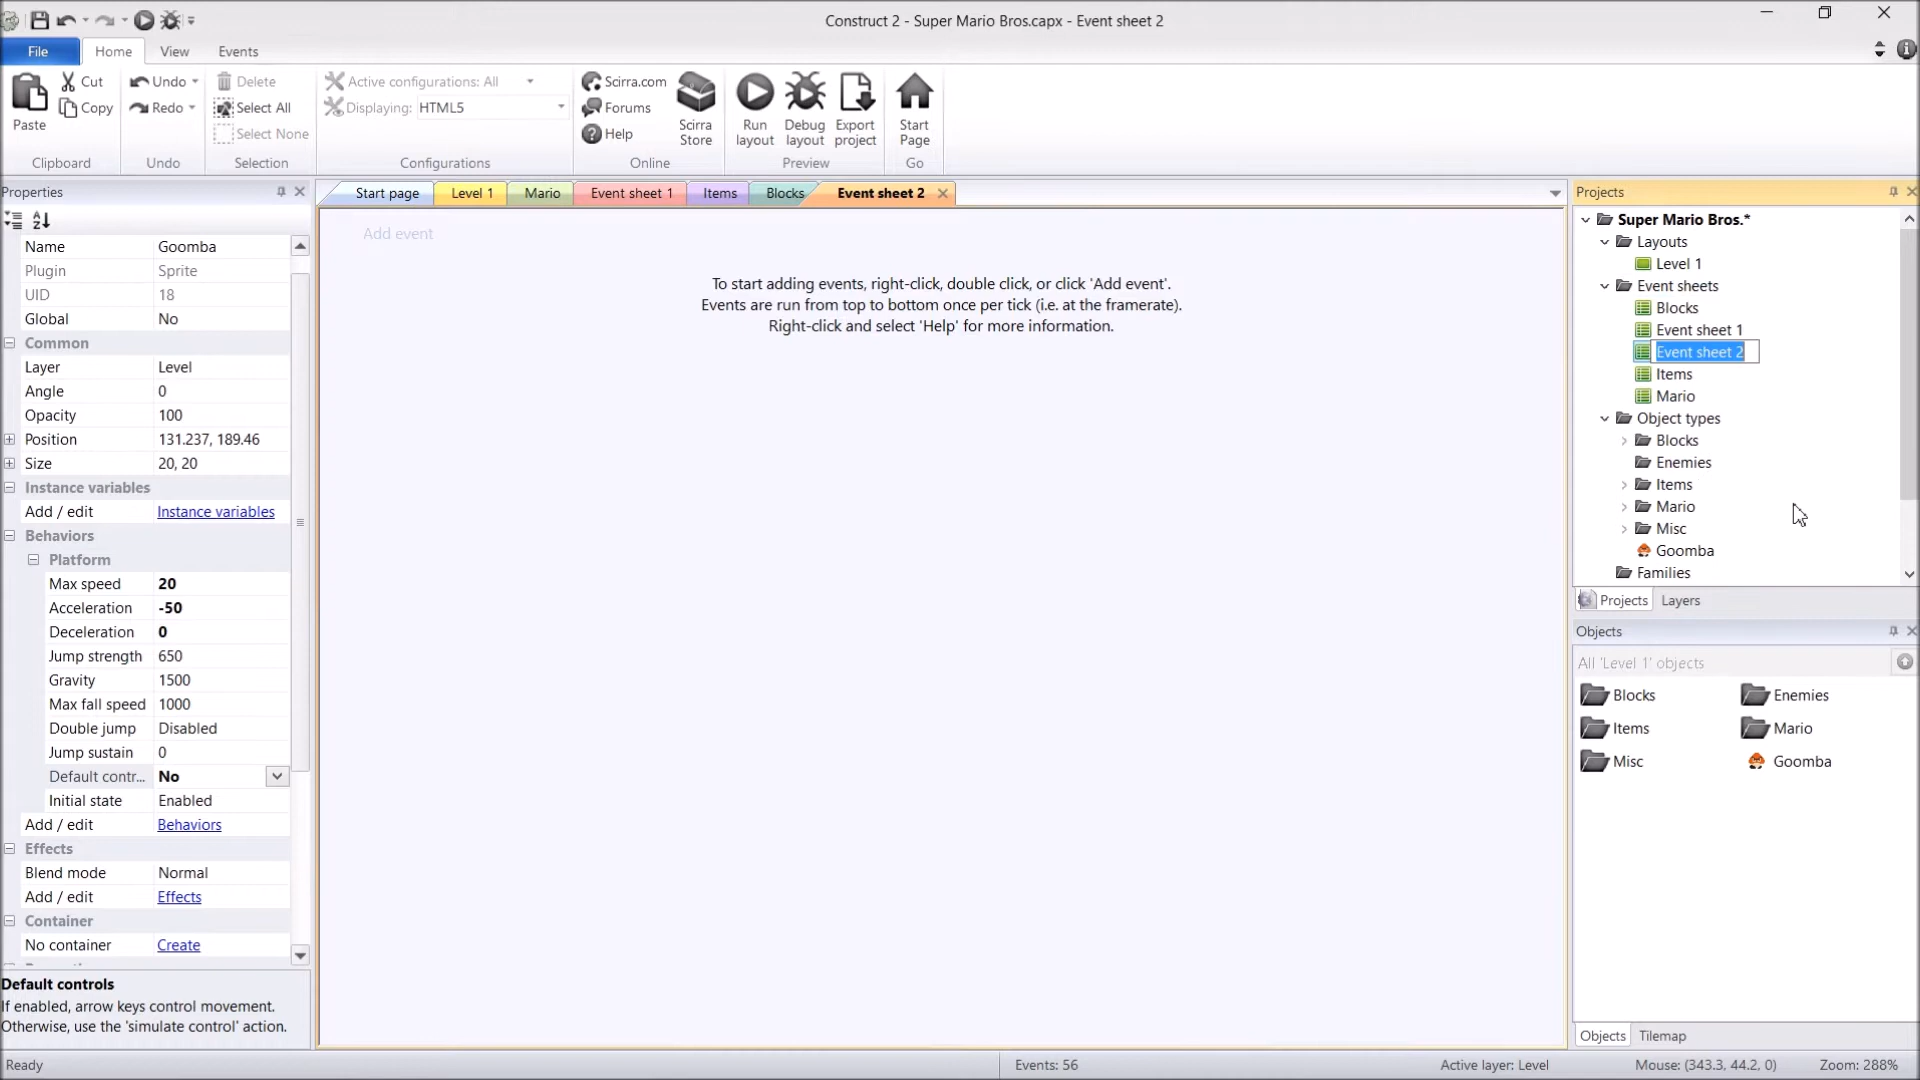 Construct 2 - Super Mario Bros.capx - Event sheet 2
File
Home
View
Events
Paste
Cut
Copy
Clipboard
Undo
Redo
Undo
Delete
Select All
Select None
Selection
Active configurations: All
Displaying: HTML5
Configurations
Scirra.com
Forums
Help
Scirra
Store
Online
Run
layout
Debug
layout
Export
project
Preview
Start
Page
Go
Properties
Name Goomba
Plugin Sprite
UID 18
Global No
Common
Layer Level
Angle 0
Opacity 100
Position 131.237, 189.46
Size 20, 20
Instance variables
Add / edit Instance variables
Behaviors
Platform
Max speed 20
Acceleration -50
Deceleration 0
Jump strength 650
Gravity 1500
Max fall speed 1000
Double jump Disabled
Jump sustain 0
Default contr... No
Initial state Enabled
Add / edit Behaviors
Effects
Blend mode Normal
Add / edit Effects
Container
No container Create
Default controls
If enabled, arrow keys control movement.
Otherwise, use the 'simulate control' action.
Start page
Level 1
Mario
Event sheet 1
Items
Blocks
Event sheet 2
Add event
To start adding events, right-click, double click, or click 'Add event'.
Events are run from top to bottom once per tick (i.e. at the framerate).
Right-click and select 'Help' for more information.
Projects
Super Mario Bros.*
Layouts
Level 1
Event sheets
Blocks
Event sheet 1
Event sheet 2
Items
Mario
Object types
Blocks
Enemies
Items
Mario
Misc
Goomba
Families
Projects
Layers
Objects
All 'Level 1' objects
Blocks
Enemies
Items
Mario
Misc
Goomba
Objects
Tilemap
Ready
Events: 56
Active layer: Level
Mouse: (343.3, 44.2, 0)
Zoom: 288%